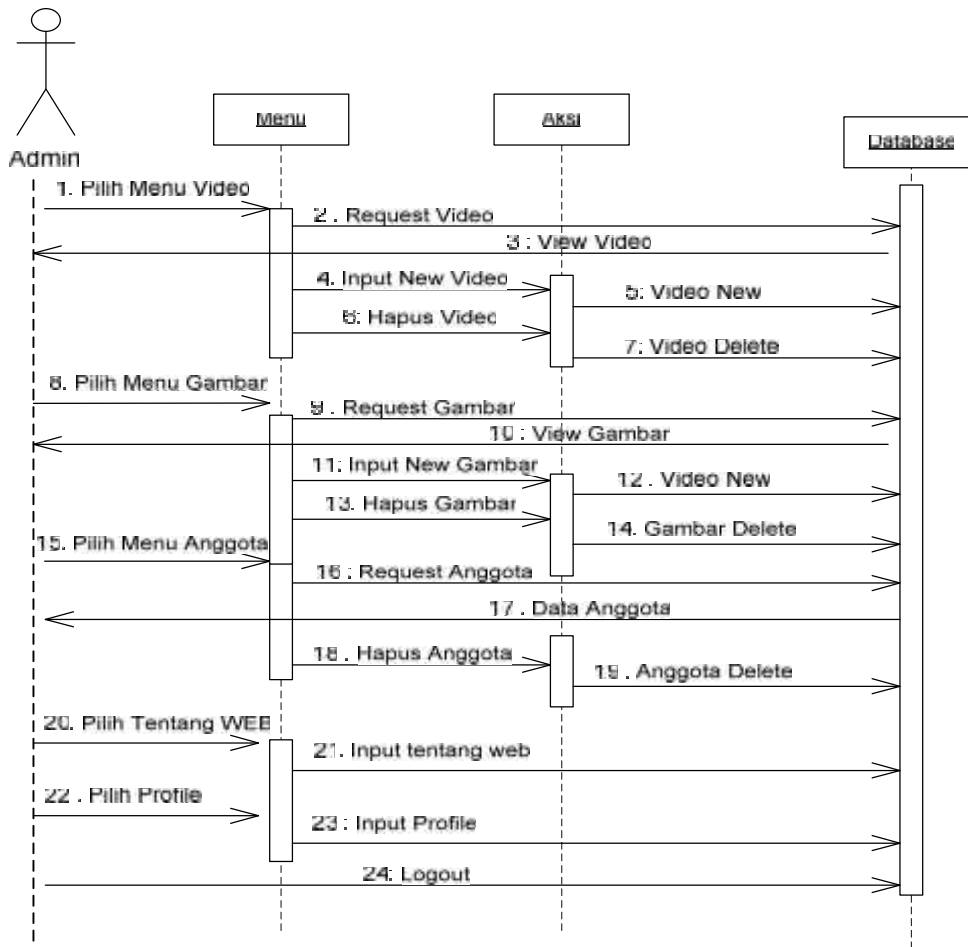 Menu
Aksi
Database
Admin
1. Pilih Menu Video
2 . Request Video
3 : View Video
4. Input New Video
5: Video New
6: Hapus Video
7: Video Delete
8. Pilih Menu Gambar
9 . Request Gambar
10 : View Gambar
11: Input New Gambar
12 . Video New
13. Hapus Gambar
14. Gambar Delete
15. Pilih Menu Anggota
16 : Request Anggota
17 . Data Anggota
18 . Hapus Anggota
19 . Anggota Delete
20. Pilih Tentang WEB
21. Input tentang web
22 . Pilih Profile
23 : Input Profile
24: Logout